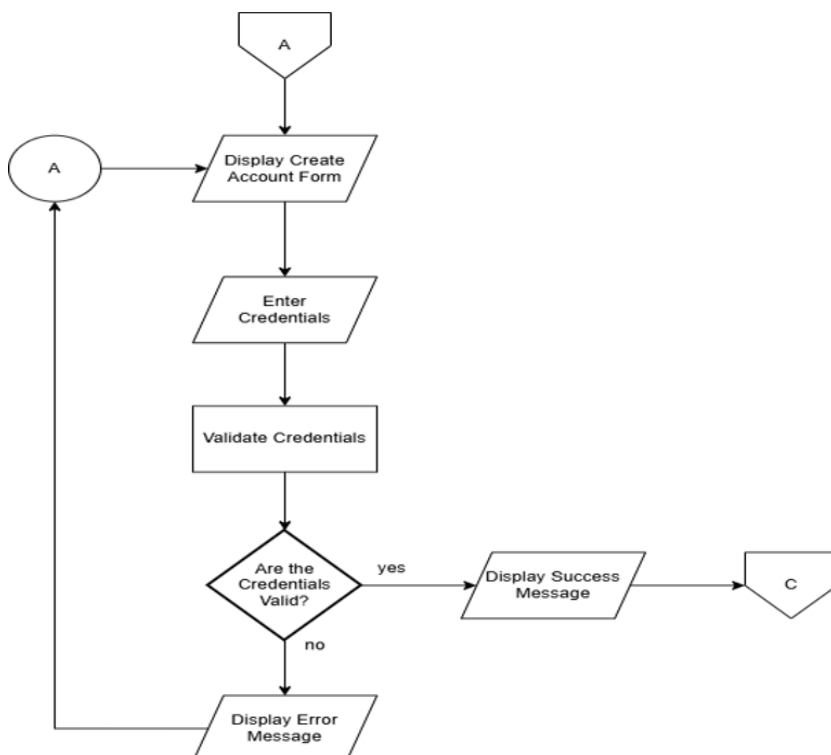 A
A
Display Create
Account Form
Enter
Credentials
Validate Credentials
Are the
Credentials
Valid?
yes
Display Success
Message
C
no
Display Error
Message